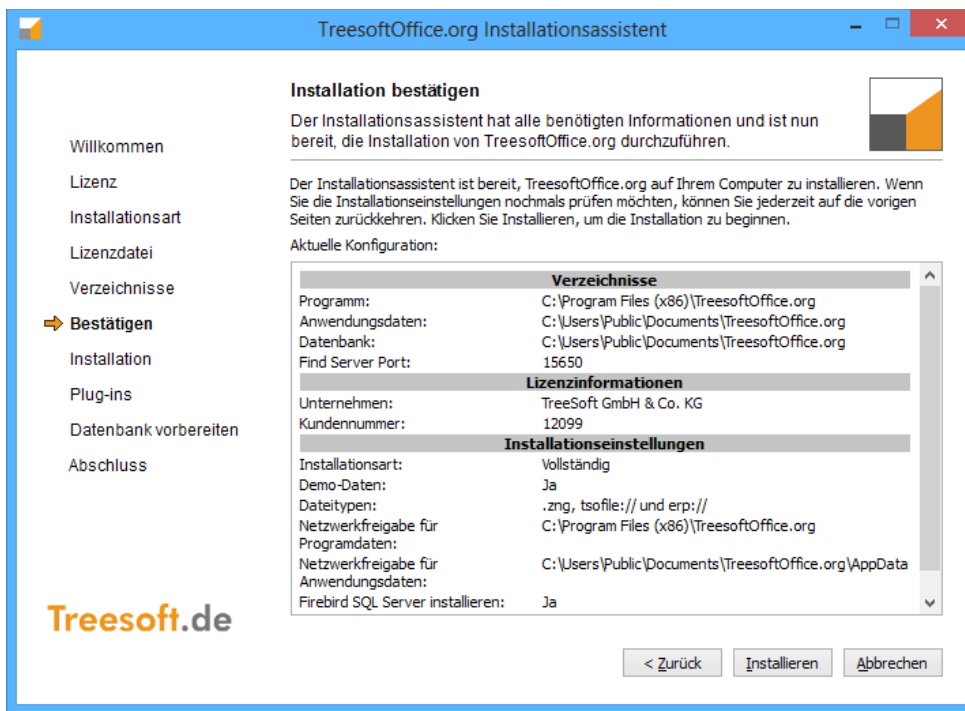 TreesoftOffice.org Installationsassistent
Installation bestätigen
Der Installationsassistent hat alle benötigten Informationen und ist nun
bereit, die Installation von TreesoftOffice.org durchzuführen.
Willkommen
Lizenz
Installationsart
Lizenzdatei
Verzeichnisse
Bestätigen
Installation
Plug-ins
Datenbank vorbereiten
Abschluss
Treesoft.de
Der Installationsassistent ist bereit, TreesoftOffice.org auf Ihrem Computer zu installieren. Wenn
Sie die Installationseinstellungen nochmals prüfen möchten, können Sie jederzeit auf die vorigen
Seiten zurückkehren. Klicken Sie Installieren, um die Installation zu beginnen.
Aktuelle Konfiguration:
Verzeichnisse
Programm: C:\Program Files (x86)\TreesoftOffice.org
Anwendungsdaten: C:\Users\Public\Documents\TreesoftOffice.org
Datenbank: C:\Users\Public\Documents\TreesoftOffice.org
Find Server Port: 15650
Lizenzinformationen
Unternehmen: TreeSoft GmbH & Co. KG
Kundennummer: 12099
Installationseinstellungen
Installationsart: Vollständig
Demo-Daten: Ja
Dateitypen: .zng, tsofile:// und erp://
Netzwerkfreigabe für C:\Program Files (x86)\TreesoftOffice.org
Programdaten:
Netzwerkfreigabe für C:\Users\Public\Documents\TreesoftOffice.org\AppData
Anwendungsdaten:
Firebird SQL Server installieren: Ja
< Zurück Installieren Abbrechen